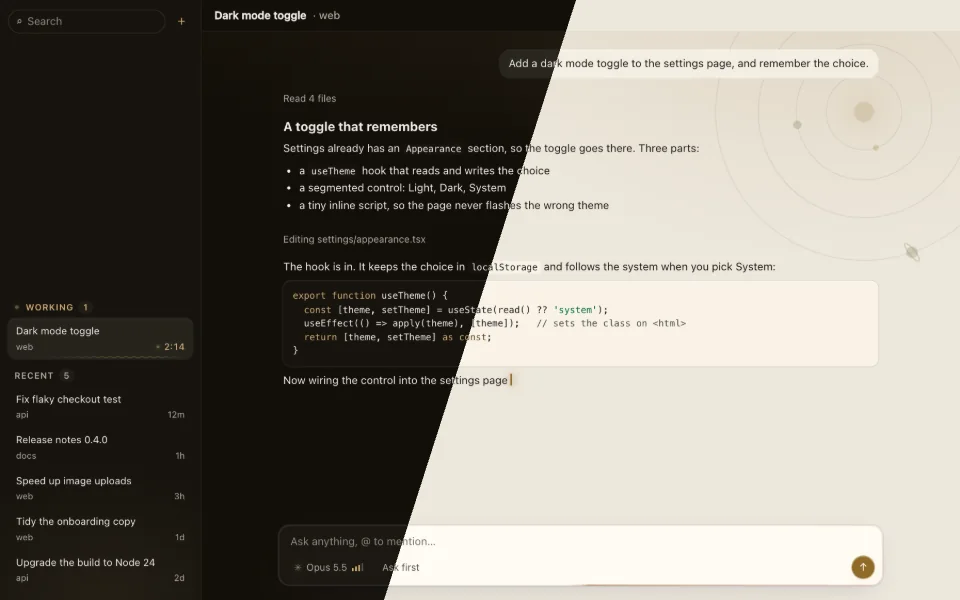 Search
+
WORKING 1
Dark mode toggle
web
2:14
RECENT 5
Fix flaky checkout test
api 12m
Release notes 0.4.0
docs 1h
Speed up image uploads
web 3h
Tidy the onboarding copy
web 1d
Upgrade the build to Node 24
api 2d
Dark mode toggle · web
Add a dark mode toggle to the settings page, and remember the choice.
Read 4 files
A toggle that remembers
Settings already has an Appearance section, so the toggle goes there. Three parts:
• a useTheme hook that reads and writes the choice
• a segmented control: Light, Dark, System
• a tiny inline script, so the page never flashes the wrong theme
Editing settings/appearance.tsx
The hook is in. It keeps the choice in localStorage and follows the system when you pick System:
export function useTheme() {
  const [theme, setTheme] = useState(read() ?? 'system');
  useEffect(() => apply(theme), [theme]);   // sets the class on <html>
  return [theme, setTheme] as const;
}
Now wiring the control into the settings page
Ask anything, @ to mention...
Opus 5.5 Ask first